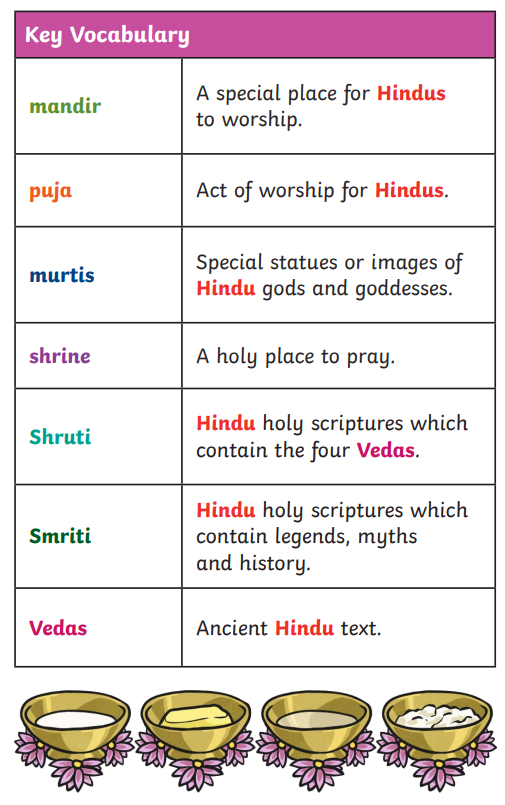 Key Vocabulary
mandir
A special place for Hindus
to worship.
puja
Act of worship for Hindus.
murtis
Special statues or images of
Hindu gods and goddesses.
shrine
A holy place to pray.
Shruti
Hindu holy scriptures which
contain the four Vedas.
Smriti
Hindu holy scriptures which
contain legends, myths
and history.
Vedas
Ancient Hindu text.